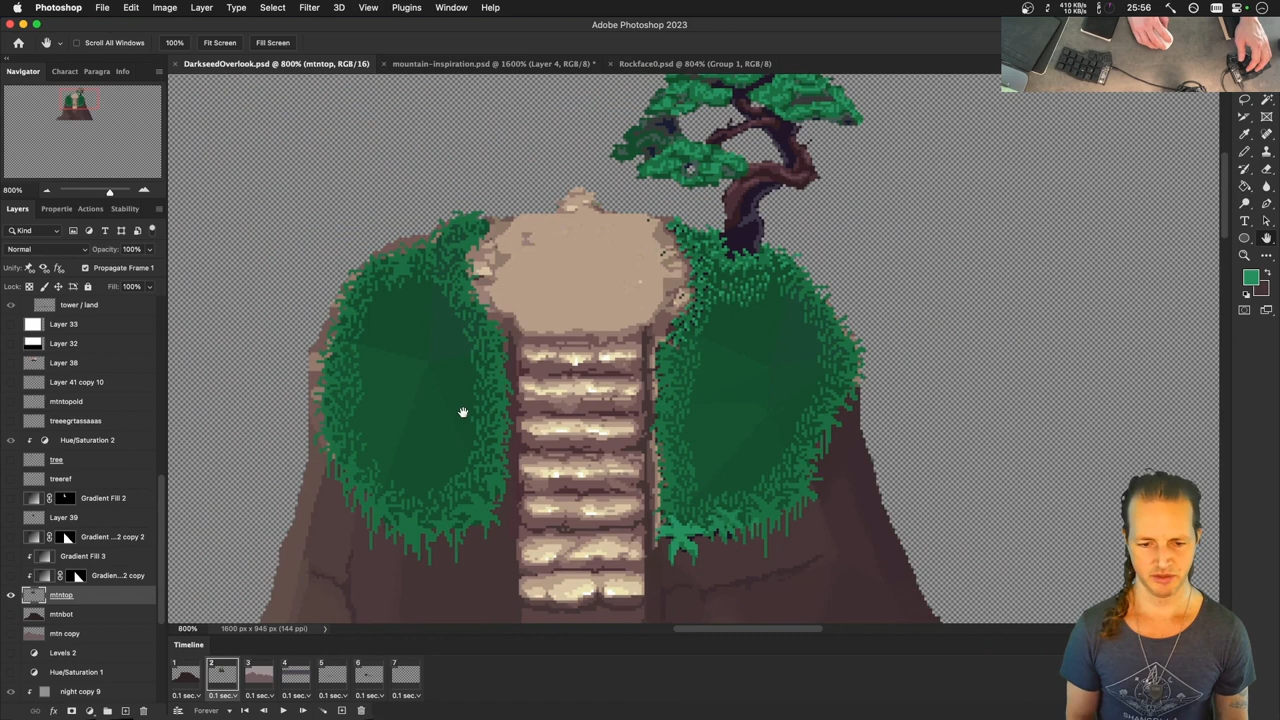 Photoshop File Edit Image Layer Type Select Filter 3D View Plugins Window Help
410 KB/s
10 KB/s
25:56
Adobe Photoshop 2023
Scroll All Windows 100% Fit Screen Fill Screen
DarkseedOverlook.psd @ 800% (mtntop, RGB/16)
mountain-inspiration.psd @ 1600% (Layer 4, RGB/8) *
Rockface0.psd @ 804% (Group 1, RGB/8)
Navigator Charact Paragra Info
800%
Layers Propertie Actions Stability
Kind
Normal Opacity: 100%
Unify: Propagate Frame 1
Lock: Fill: 100%
tower / land
Layer 33
Layer 32
Layer 38
Layer 41 copy 10
mtntopold
treeegrtassaaas
Hue/Saturation 2
tree
treeref
Gradient Fill 2
Layer 39
Gradient ...2 copy 2
Gradient Fill 3
Gradien...2 copy
mtntop
mtnbot
mtn copy
Levels 2
Hue/Saturation 1
night copy 9
800% 1600 px x 945 px (144 ppi)
Timeline
1 2 3 4 5 6 7
0.1 sec. 0.1 sec. 0.1 sec. 0.1 sec. 0.1 sec. 0.1 sec. 0.1 sec.
Forever